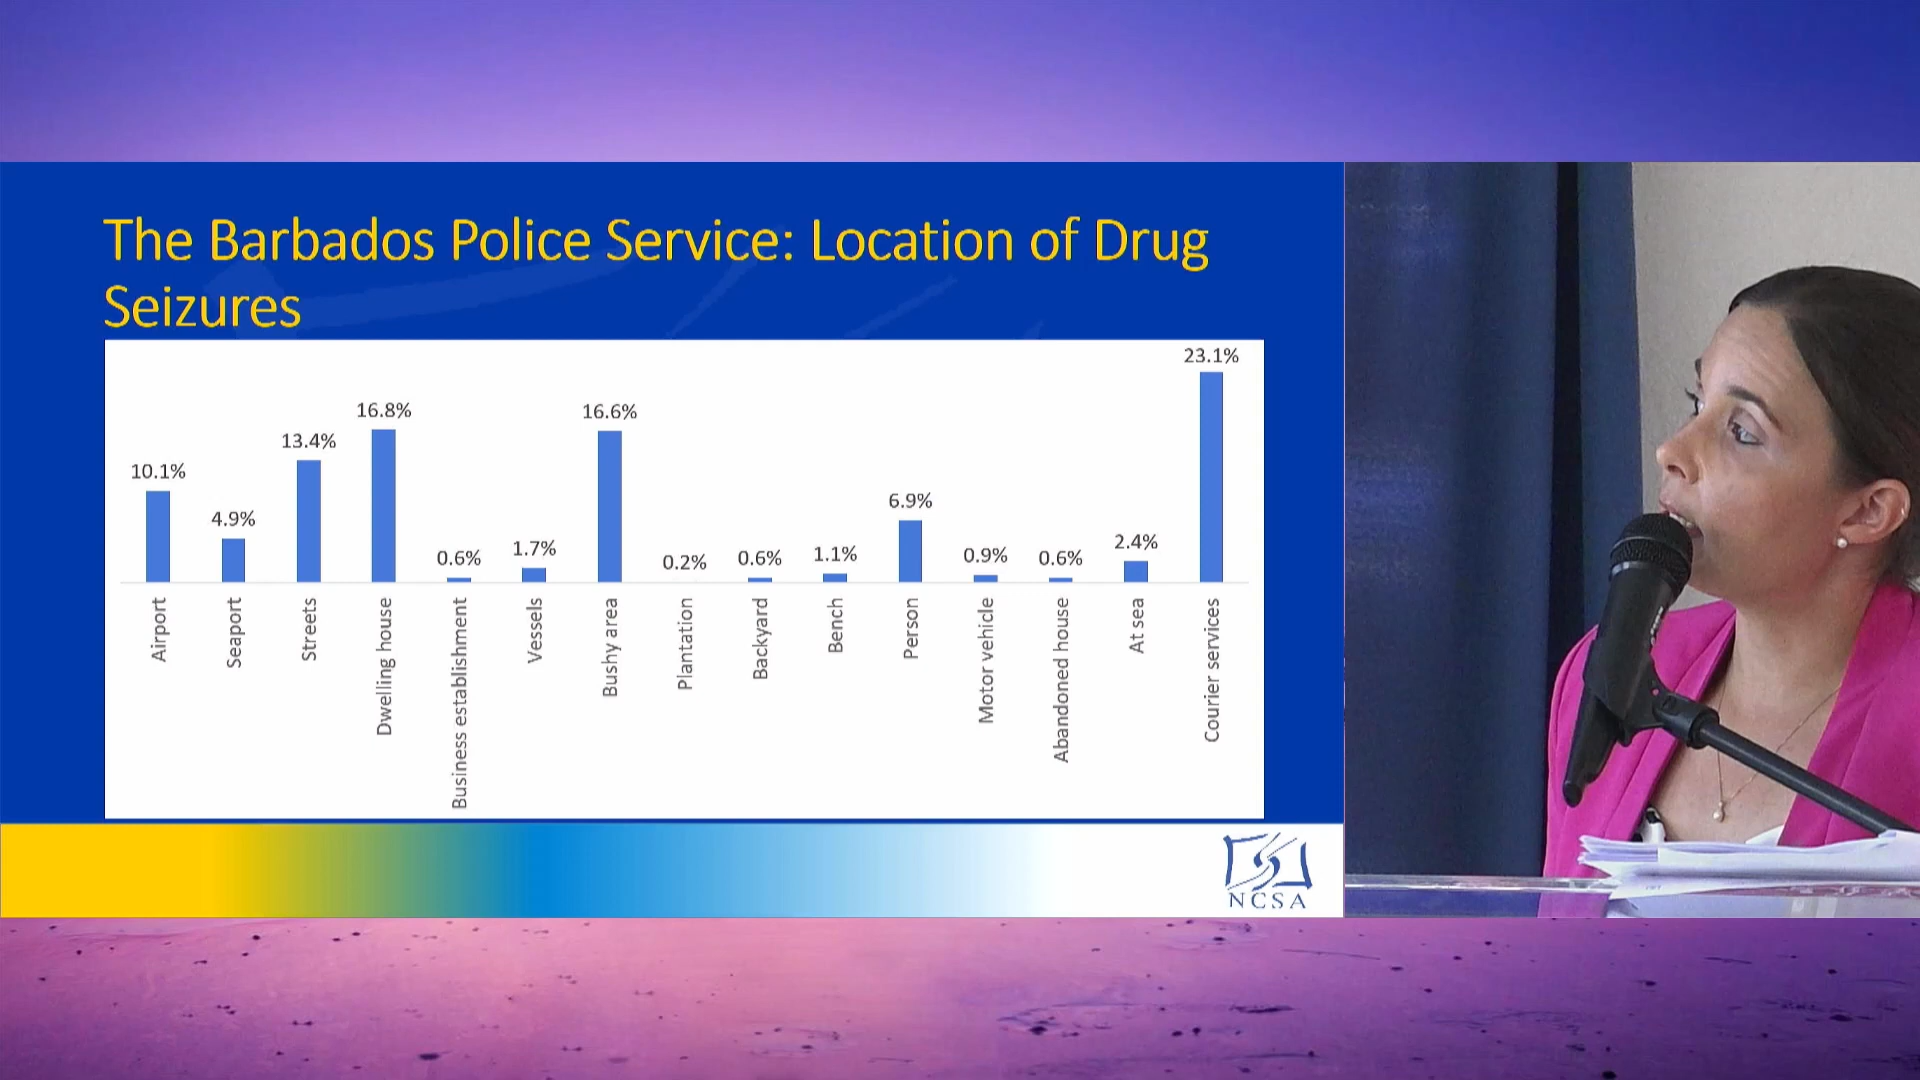 The Barbados Police Service: Location of Drug
Seizures
23.1%
16.8%
16.6%
13.4%
10.1%
6.9%
4.9%
2.4%
1.7%
1.1%
0.6%
0.2%
0.6%
0.9%
0.6%
Airport
Seaport
Streets
Dwelling house
Business establishment
Vessels
Bushy area
Plantation
Backyard
Bench
Person
Motor vehicle
Abandoned house
At sea
Courier services
NCSA